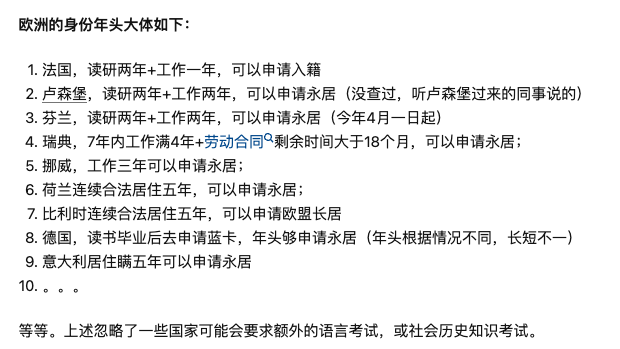 欧洲的身份年头大体如下：
1. 法国，读研两年+工作一年，可以申请入籍
2. 卢森堡，读研两年+工作两年，可以申请永居（没查过，听卢森堡过来的同事说的）
3. 芬兰，读研两年+工作两年，可以申请永居（今年4月一日起）
4. 瑞典，7年内工作满4年+劳动合同剩余时间大于18个月，可以申请永居；
5. 挪威，工作三年可以申请永居；
6. 荷兰连续合法居住五年，可以申请永居；
7. 比利时连续合法居住五年，可以申请欧盟长居
8. 德国，读书毕业后去申请蓝卡，年头够申请永居（年头根据情况不同，长短不一）
9. 意大利居住瞒五年可以申请永居
10. 。。。
等等。上述忽略了一些国家可能会要求额外的语言考试，或社会历史知识考试。